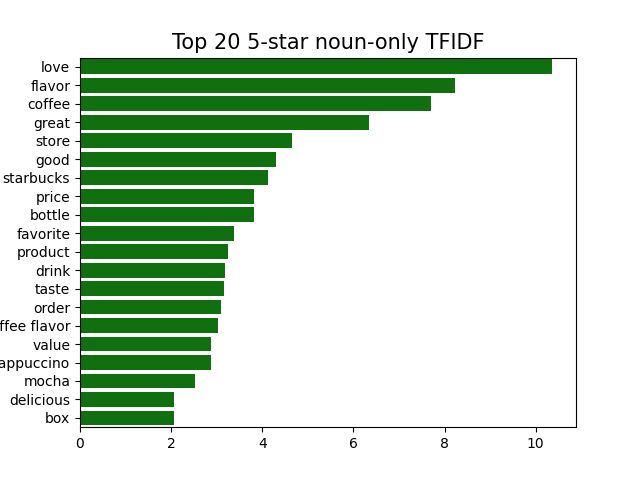 Top 20 5-star noun-only TFIDF
love
flavor
coffee
great
store
good
starbucks
price
bottle
favorite
product
drink
taste
order
ffee flavor
value
appuccino
mocha
delicious
box
0 2 4 6 8 10